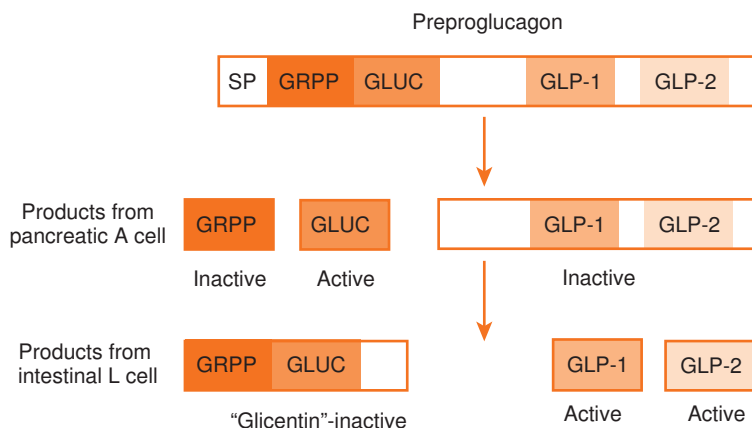 Preproglucagon
SP GRPP GLUC GLP-1 GLP-2
Products from
pancreatic A cell
GRPP GLUC GLP-1 GLP-2
Inactive Active Inactive
Products from
intestinal L cell
GRPP GLUC GLP-1 GLP-2
“Glicentin”-inactive Active Active